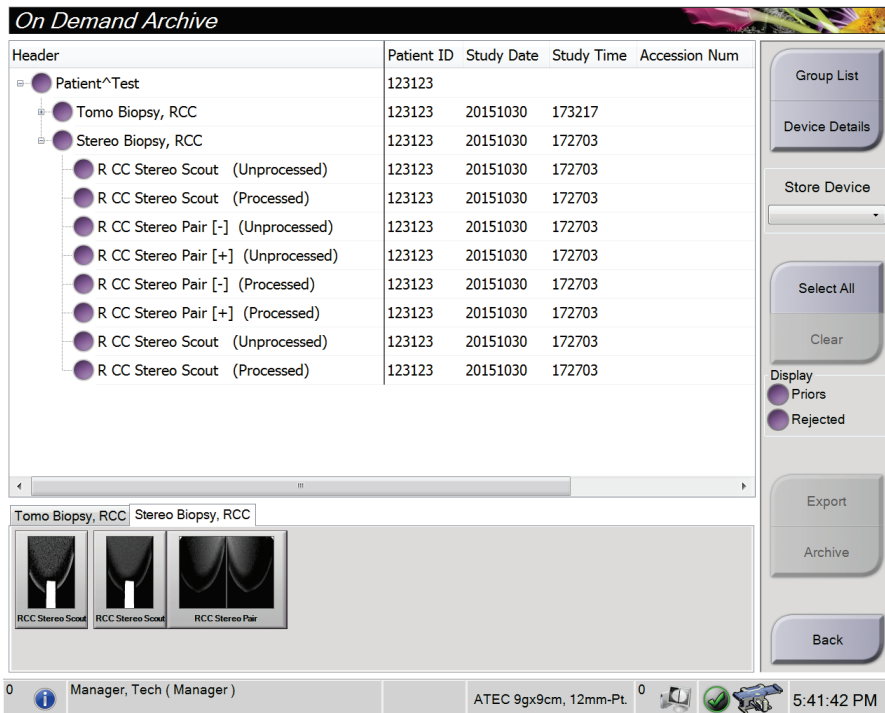 On Demand Archive
Header Patient ID Study Date Study Time Accession Num
Patient^Test 123123
Tomo Biopsy, RCC 123123 20151030 173217
Stereo Biopsy, RCC 123123 20151030 172703
R CC Stereo Scout (Unprocessed) 123123 20151030 172703
R CC Stereo Scout (Processed) 123123 20151030 172703
R CC Stereo Pair [-] (Unprocessed) 123123 20151030 172703
R CC Stereo Pair [+] (Unprocessed) 123123 20151030 172703
R CC Stereo Pair [-] (Processed) 123123 20151030 172703
R CC Stereo Pair [+] (Processed) 123123 20151030 172703
R CC Stereo Scout (Unprocessed) 123123 20151030 172703
R CC Stereo Scout (Processed) 123123 20151030 172703
Group List
Device Details
Store Device
Select All
Clear
Display
Priors
Rejected
Export
Archive
Back
Tomo Biopsy, RCC Stereo Biopsy, RCC
RCC Stereo Scout RCC Stereo Scout RCC Stereo Pair
0 Manager, Tech ( Manager ) ATEC 9gx9cm, 12mm-Pt. 0 5:41:42 PM